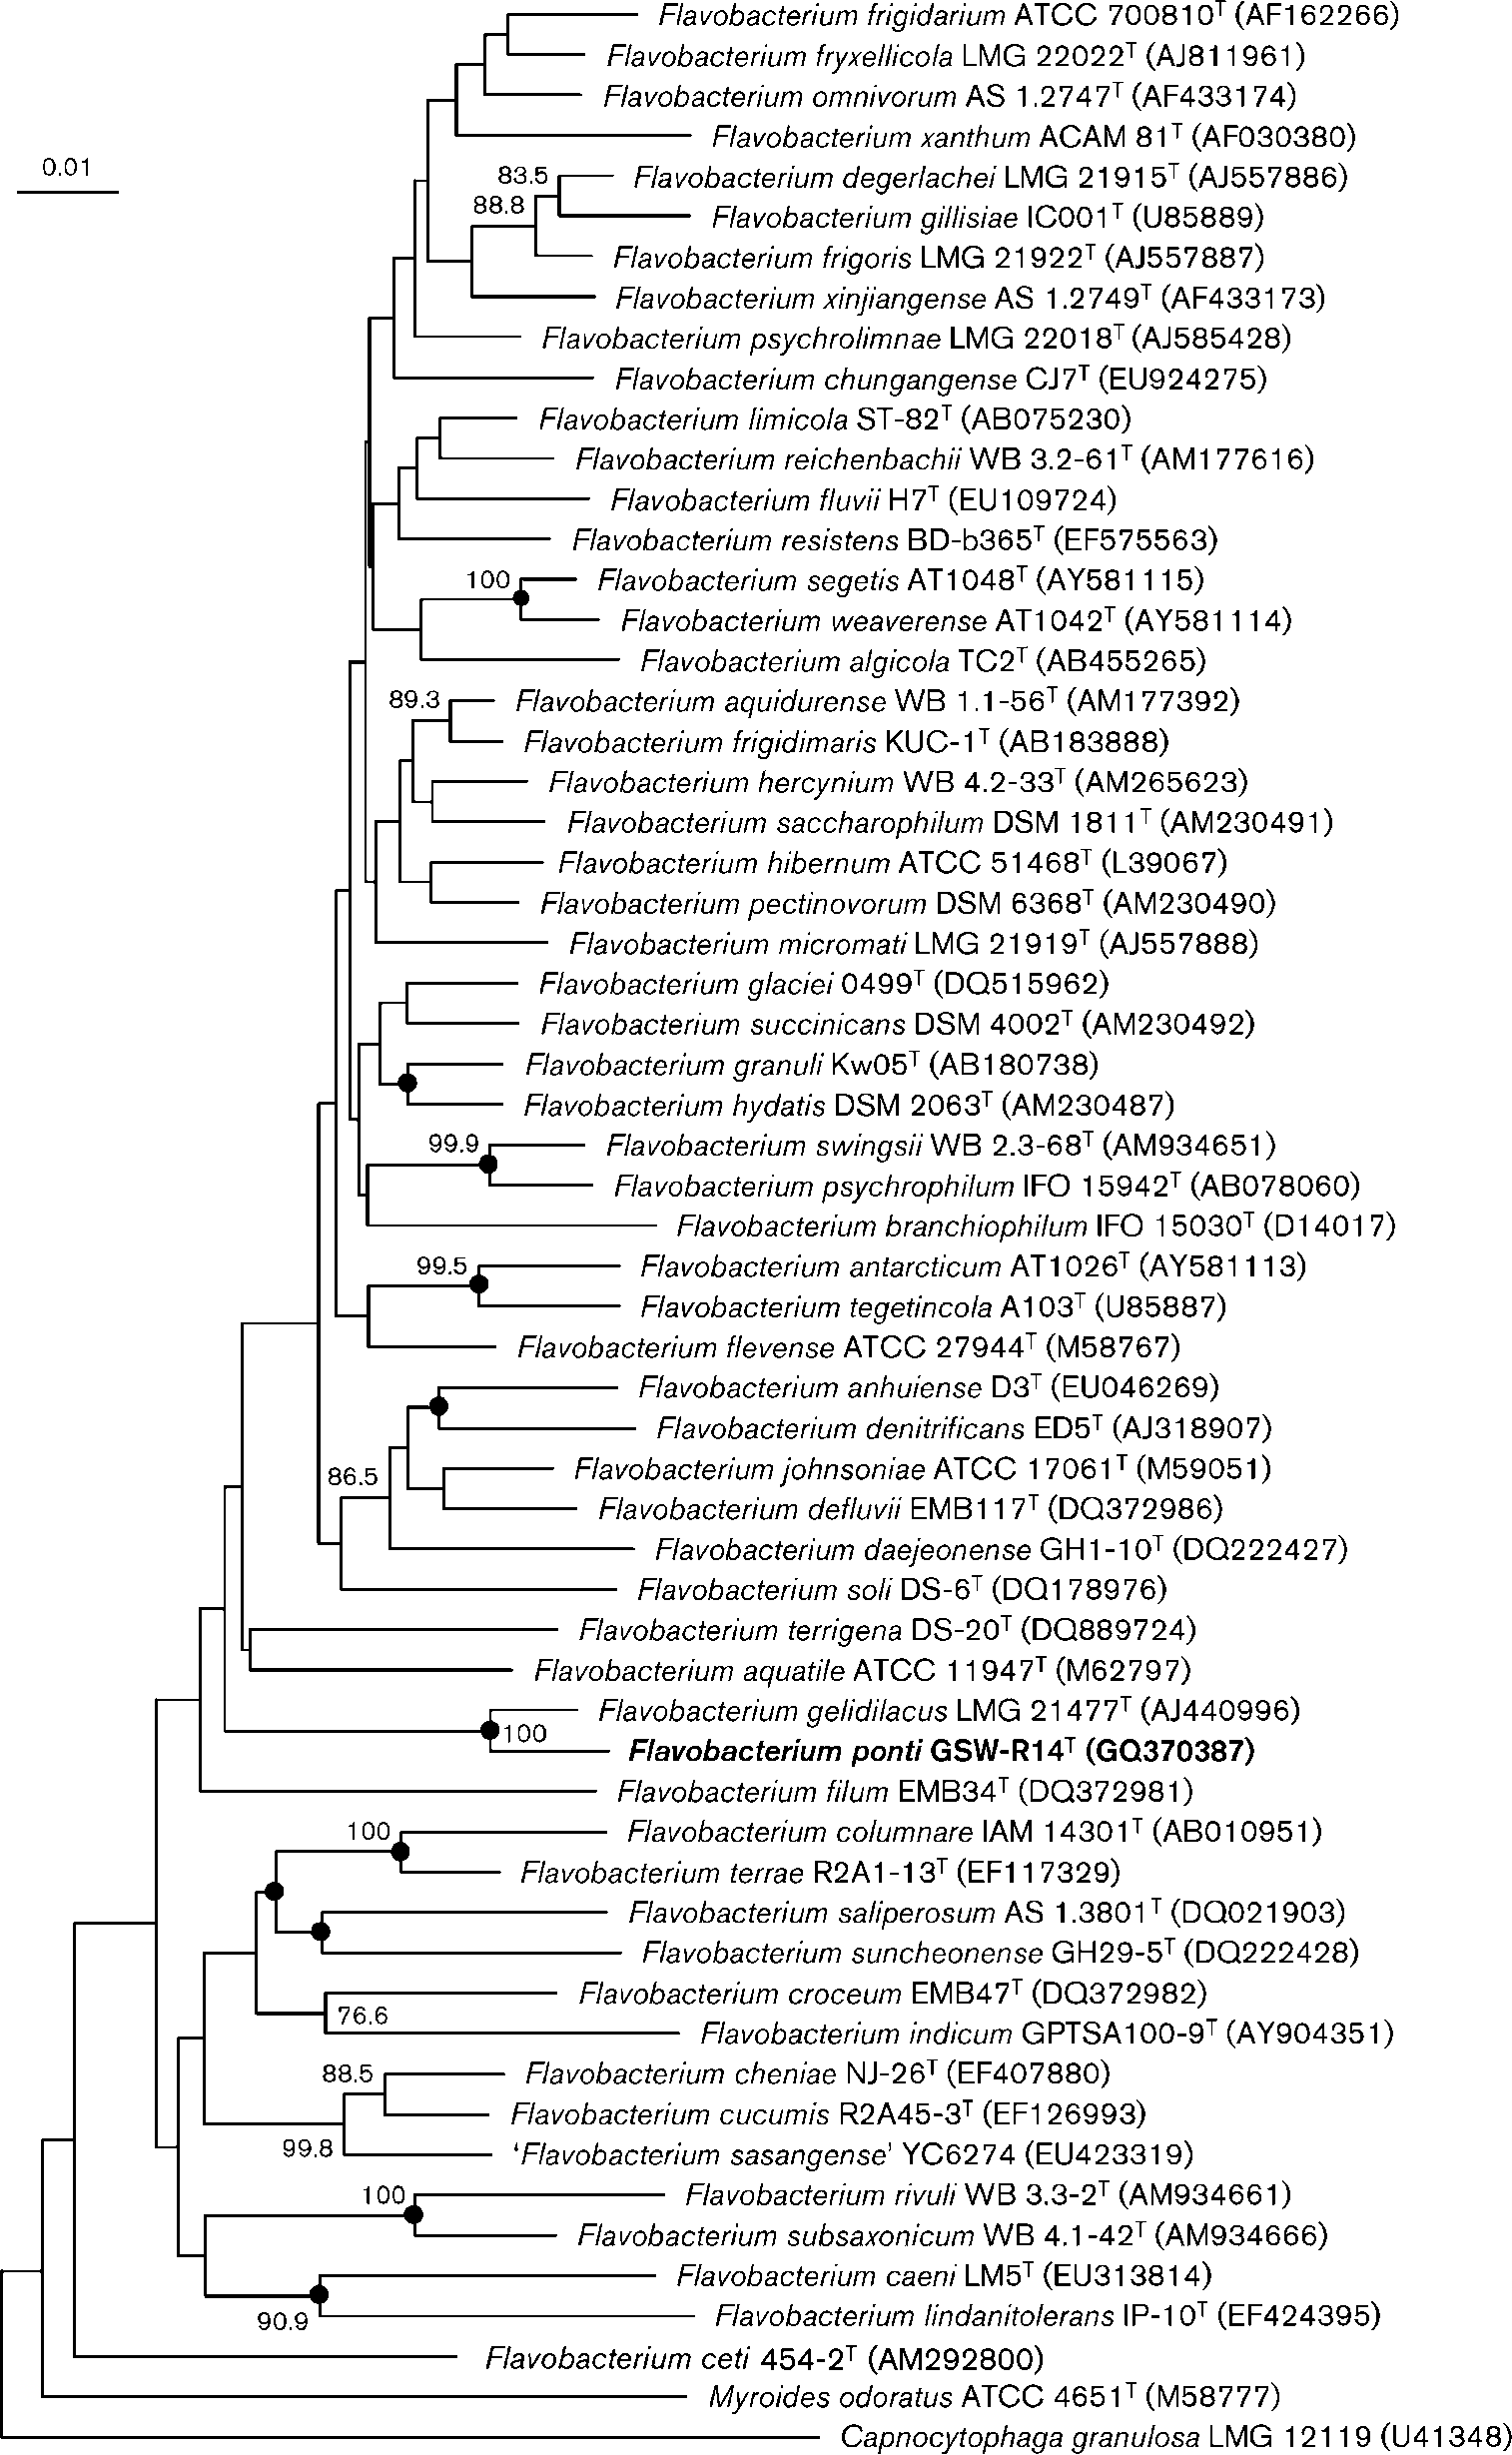 Flavobacterium frigidarium ATCC 700810ᵀ (AF162266)
Flavobacterium fryxellicola LMG 22022ᵀ (AJ811961)
Flavobacterium omnivorum AS 1.2747ᵀ (AF433174)
Flavobacterium xanthum ACAM 81ᵀ (AF030380)
0.01
83.5
Flavobacterium degerlachei LMG 21915ᵀ (AJ557886)
88.8
Flavobacterium gillisiae IC001ᵀ (U85889)
Flavobacterium frigoris LMG 21922ᵀ (AJ557887)
Flavobacterium xinjiangense AS 1.2749ᵀ (AF433173)
Flavobacterium psychrolimnae LMG 22018ᵀ (AJ585428)
Flavobacterium chungangense CJ7ᵀ (EU924275)
Flavobacterium limicola ST-82ᵀ (AB075230)
Flavobacterium reichenbachii WB 3.2-61ᵀ (AM177616)
Flavobacterium fluvii H7ᵀ (EU109724)
Flavobacterium resistens BD-b365ᵀ (EF575563)
100
Flavobacterium segetis AT1048ᵀ (AY581115)
Flavobacterium weaverense AT1042ᵀ (AY581114)
Flavobacterium algicola TC2ᵀ (AB455265)
89.3
Flavobacterium aquidurense WB 1.1-56ᵀ (AM177392)
Flavobacterium frigidimaris KUC-1ᵀ (AB183888)
Flavobacterium hercynium WB 4.2-33ᵀ (AM265623)
Flavobacterium saccharophilum DSM 1811ᵀ (AM230491)
Flavobacterium hibernum ATCC 51468ᵀ (L39067)
Flavobacterium pectinovorum DSM 6368ᵀ (AM230490)
Flavobacterium micromati LMG 21919ᵀ (AJ557888)
Flavobacterium glaciei 0499ᵀ (DQ515962)
Flavobacterium succinicans DSM 4002ᵀ (AM230492)
Flavobacterium granuli Kw05ᵀ (AB180738)
Flavobacterium hydatis DSM 2063ᵀ (AM230487)
99.9
Flavobacterium swingsii WB 2.3-68ᵀ (AM934651)
Flavobacterium psychrophilum IFO 15942ᵀ (AB078060)
Flavobacterium branchiophilum IFO 15030ᵀ (D14017)
99.5
Flavobacterium antarcticum AT1026ᵀ (AY581113)
Flavobacterium tegetincola A103ᵀ (U85887)
Flavobacterium flevense ATCC 27944ᵀ (M58767)
Flavobacterium anhuiense D3ᵀ (EU046269)
Flavobacterium denitrificans ED5ᵀ (AJ318907)
86.5
Flavobacterium johnsoniae ATCC 17061ᵀ (M59051)
Flavobacterium defluvii EMB117ᵀ (DQ372986)
Flavobacterium daejeonense GH1-10ᵀ (DQ222427)
Flavobacterium soli DS-6ᵀ (DQ178976)
Flavobacterium terrigena DS-20ᵀ (DQ889724)
Flavobacterium aquatile ATCC 11947ᵀ (M62797)
Flavobacterium gelidilacus LMG 21477ᵀ (AJ440996)
100
Flavobacterium ponti GSW-R14ᵀ (GQ370387)
Flavobacterium filum EMB34ᵀ (DQ372981)
100
Flavobacterium columnare IAM 14301ᵀ (AB010951)
Flavobacterium terrae R2A1-13ᵀ (EF117329)
Flavobacterium saliperosum AS 1.3801ᵀ (DQ021903)
Flavobacterium suncheonense GH29-5ᵀ (DQ222428)
Flavobacterium croceum EMB47ᵀ (DQ372982)
76.6
Flavobacterium indicum GPTSA100-9ᵀ (AY904351)
88.5
Flavobacterium cheniae NJ-26ᵀ (EF407880)
Flavobacterium cucumis R2A45-3ᵀ (EF126993)
99.8
‘Flavobacterium sasangense’ YC6274 (EU423319)
100
Flavobacterium rivuli WB 3.3-2ᵀ (AM934661)
Flavobacterium subsaxonicum WB 4.1-42ᵀ (AM934666)
Flavobacterium caeni LM5ᵀ (EU313814)
90.9
Flavobacterium lindanitolerans IP-10ᵀ (EF424395)
Flavobacterium ceti 454-2ᵀ (AM292800)
Myroides odoratus ATCC 4651ᵀ (M58777)
Capnocytophaga granulosa LMG 12119 (U41348)